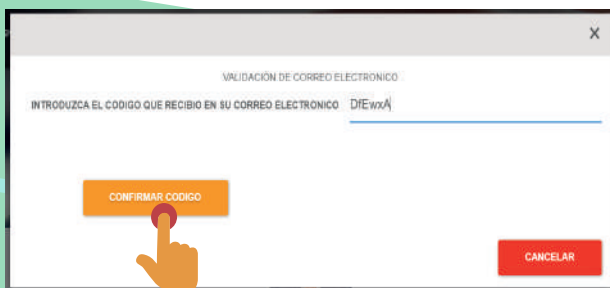 X
VALIDACIÓN DE CORREO ELECTRONICO
INTRODUZCA EL CODIGO QUE RECIBIO EN SU CORREO ELECTRONICO DfEwxA
CONFIRMAR CODIGO
CANCELAR